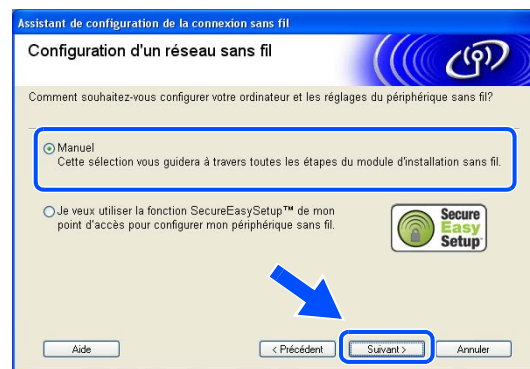 Assistant de configuration de la connexion sans fil
Configuration d'un réseau sans fil
Comment souhaitez-vous configurer votre ordinateur et les réglages du périphérique sans fil?
Manuel
Cette sélection vous guidera à travers toutes les étapes du module d'installation sans fil.
Je veux utiliser la fonction SecureEasySetup™ de mon
point d'accès pour configurer mon périphérique sans fil.
Secure
Easy
Setup
Aide
< Précédent
Suivant >
Annuler